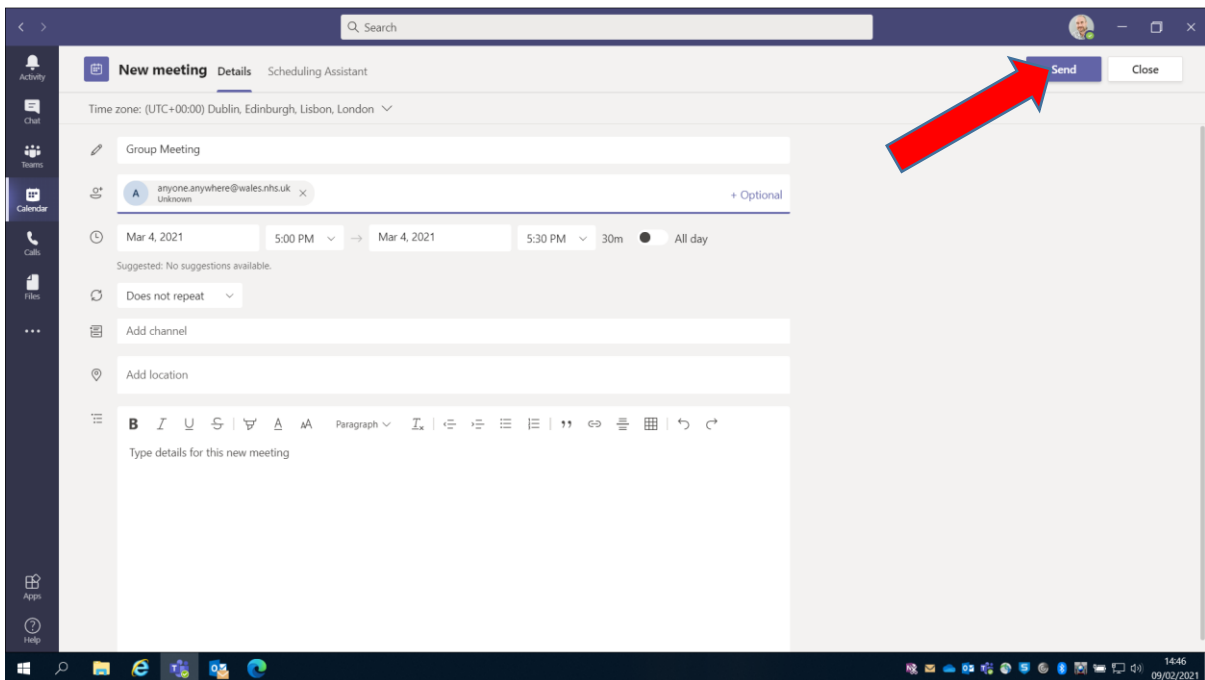 Search
Activity
Chat
Teams
Calendar
Calls
Files
Apps
Help
New meeting Details Scheduling Assistant
Send Close
Time zone: (UTC+00:00) Dublin, Edinburgh, Lisbon, London
Group Meeting
A anyone.anywhere@wales.nhs.uk
Unknown
+ Optional
Mar 4, 2021 5:00 PM → Mar 4, 2021 5:30 PM 30m All day
Suggested: No suggestions available.
Does not repeat
Add channel
Add location
B I U S A AA Paragraph
Type details for this new meeting
14:46
09/02/2021